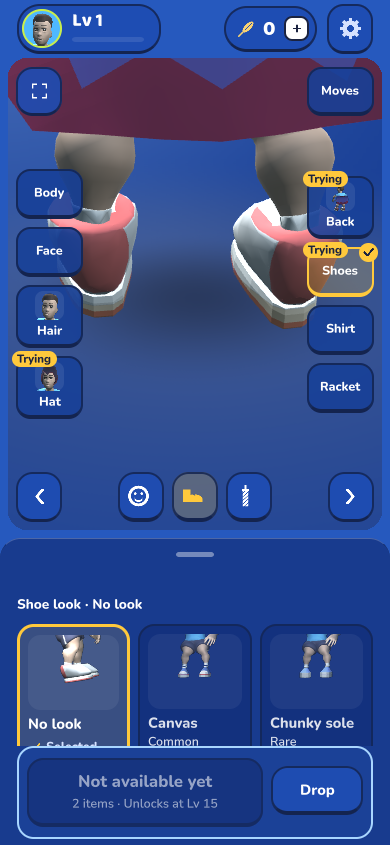 Lv 1
0
+
Moves
Body
Trying
Back
Face
Trying
Shoes
Hair
Shirt
Trying
Hat
Racket
Shoe look · No look
No look
✓ Selected
Canvas
Common
Chunky sole
Rare
Not available yet
2 items · Unlocks at Lv 15
Drop